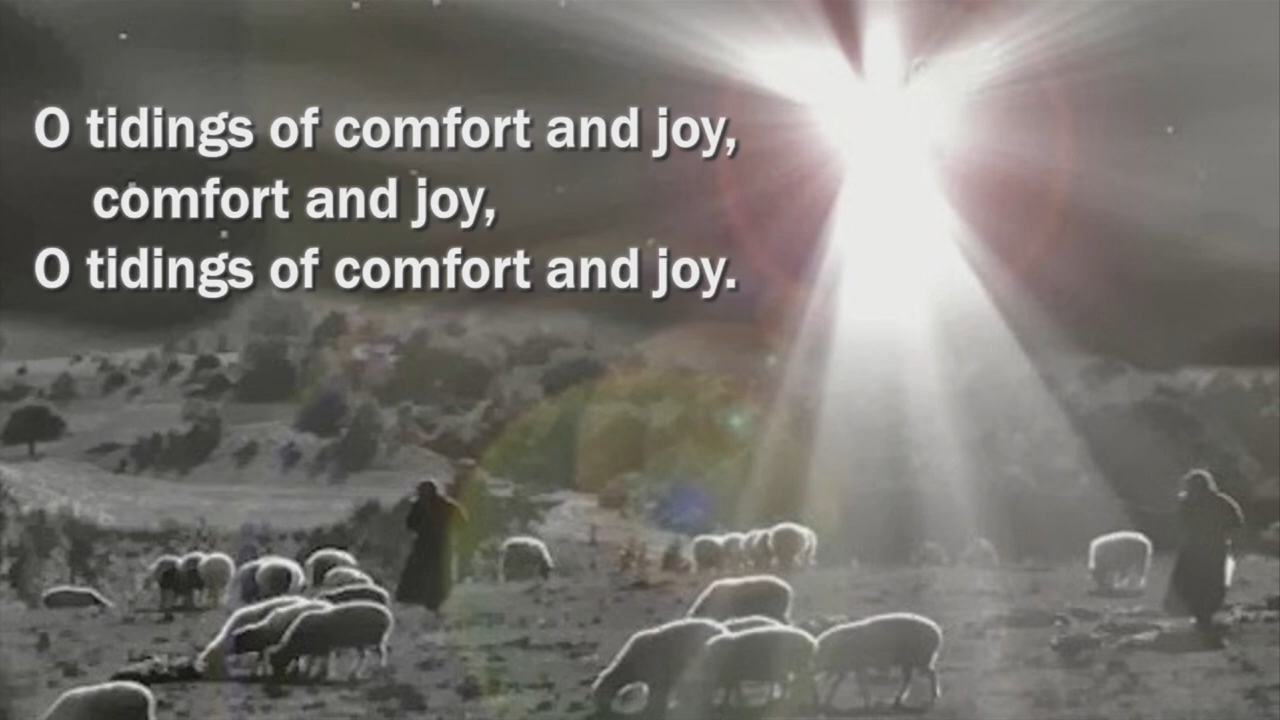 O tidings of comfort and joy,
comfort and joy,
O tidings of comfort and joy.